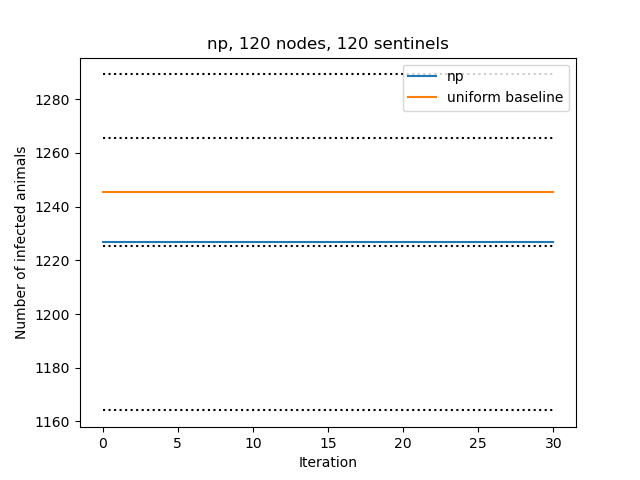 np, 120 nodes, 120 sentinels
np
uniform baseline
Number of infected animals
1280
1260
1240
1220
1200
1180
1160
0 5 10 15 20 25 30
Iteration